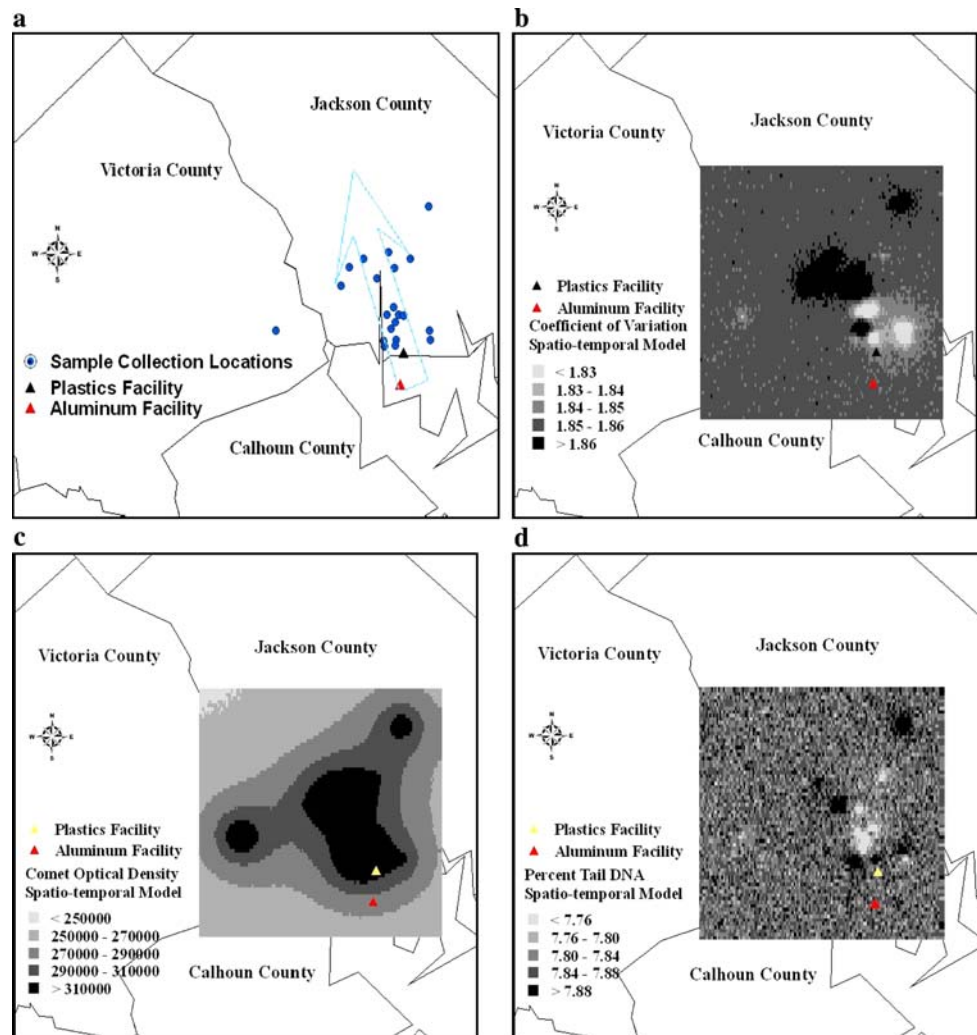 a
Jackson County
Victoria County
N
W E
S
Sample Collection Locations
Plastics Facility
Aluminum Facility
Calhoun County
b
Jackson County
Victoria County
N
W E
S
Plastics Facility
Aluminum Facility
Coefficient of Variation
Spatio-temporal Model
< 1.83
1.83 - 1.84
1.84 - 1.85
1.85 - 1.86
> 1.86
Calhoun County
c
Jackson County
Victoria County
N
W E
S
Plastics Facility
Aluminum Facility
Comet Optical Density
Spatio-temporal Model
< 250000
250000 - 270000
270000 - 290000
290000 - 310000
> 310000
Calhoun County
d
Jackson County
Victoria County
N
W E
S
Plastics Facility
Aluminum Facility
Percent Tail DNA
Spatio-temporal Model
< 7.76
7.76 - 7.80
7.80 - 7.84
7.84 - 7.88
> 7.88
Calhoun County